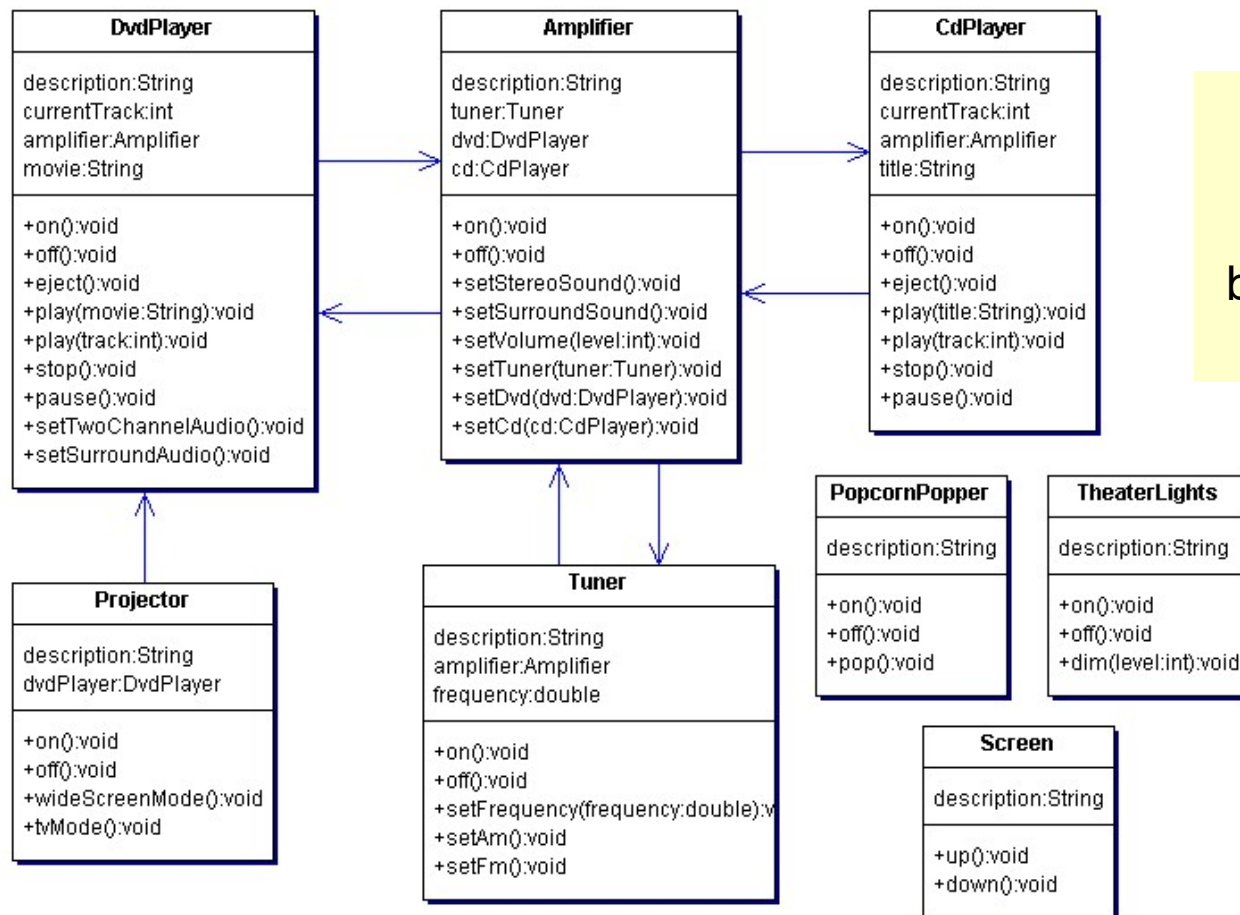 DvdPlayer
description:String
currentTrack:int
amplifier:Amplifier
movie:String
+on():void
+off():void
+eject():void
+play(movie:String):void
+play(track:int):void
+stop():void
+pause():void
+setTwoChannelAudio():void
+setSurroundAudio():void
Amplifier
description:String
tuner:Tuner
dvd:DvdPlayer
cd:CdPlayer
+on():void
+off():void
+setStereoSound():void
+setSurroundSound():void
+setVolume(level:int):void
+setTuner(tuner:Tuner):void
+setDvd(dvd:DvdPlayer):void
+setCd(cd:CdPlayer):void
CdPlayer
description:String
currentTrack:int
amplifier:Amplifier
title:String
+on():void
+off():void
+eject():void
+play(title:String):void
+play(track:int):void
+stop():void
+pause():void
b
Projector
description:String
dvdPlayer:DvdPlayer
+on():void
+off():void
+wideScreenMode():void
+tvMode():void
Tuner
description:String
amplifier:Amplifier
frequency:double
+on():void
+off():void
+setFrequency(frequency:double):v
+setAm():void
+setFm():void
PopcornPopper
description:String
+on():void
+off():void
+pop():void
TheaterLights
description:String
+on():void
+off():void
+dim(level:int):void
Screen
description:String
+up():void
+down():void